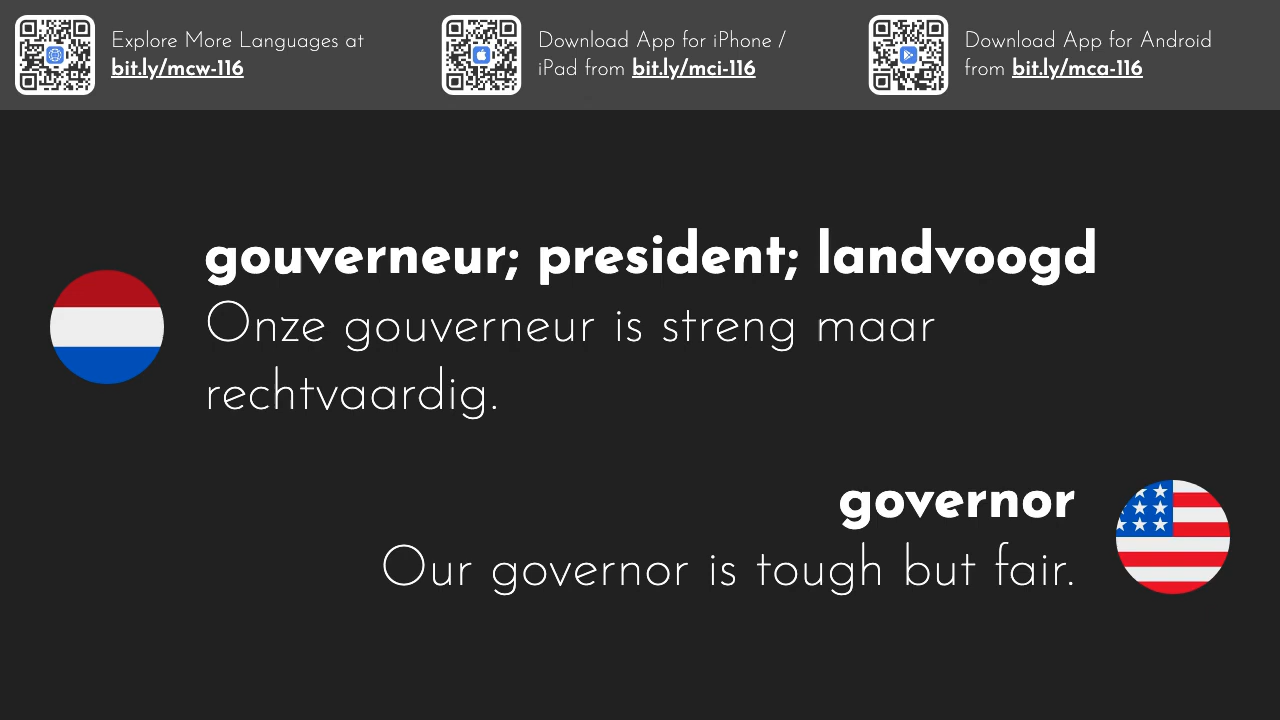 Explore More Languages at
bit.ly/mcw-116
Download App for iPhone /
iPad from bit.ly/mci-116
Download App for Android
from bit.ly/mca-116
gouverneur; president; landvoogd
Onze gouverneur is streng maar
rechtvaardig.
governor
Our governor is tough but fair.